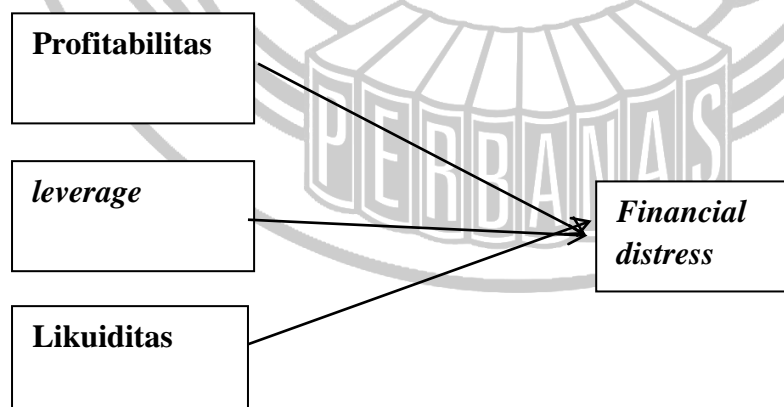 Profitabilitas
PERBANAS
leverage
Financial
distress
Likuiditas